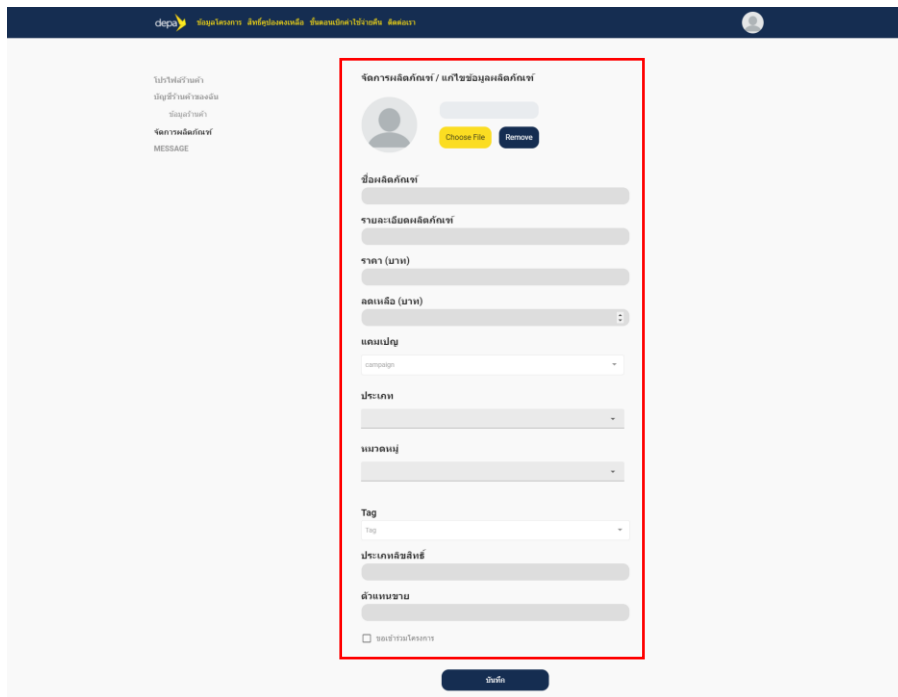 depa ข้อมูลโครงการ สิทธิ์คูปองคงเหลือ ขั้นตอนเบิกค่าใช้จ่ายคืน ติดต่อเรา
โปรไฟล์ร้านค้า
บัญชีร้านค้าของฉัน
ข้อมูลร้านค้า
จัดการผลิตภัณฑ์
MESSAGE
จัดการผลิตภัณฑ์ / แก้ไขข้อมูลผลิตภัณฑ์
Choose File Remove
ชื่อผลิตภัณฑ์
รายละเอียดผลิตภัณฑ์
ราคา (บาท)
ลดเหลือ (บาท)
แคมเปญ
campaign
ประเภท
หมวดหมู่
Tag
Tag
ประเภทลิขสิทธิ์
ตัวแทนขาย
ขอเข้าร่วมโครงการ
บันทึก